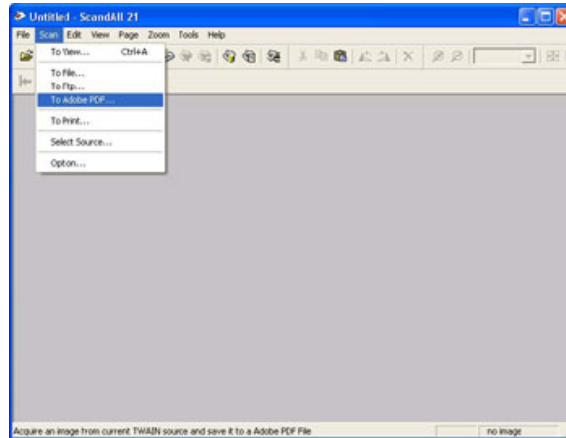 Untitled - ScandAll 21
File Scan Edit View Page Zoom Tools Help
To View... Ctrl+A
To File...
To Ftp...
To Adobe PDF...
To Print...
Select Source...
Option...
Acquire an image from current TWAIN source and save it to a Adobe PDF File no image